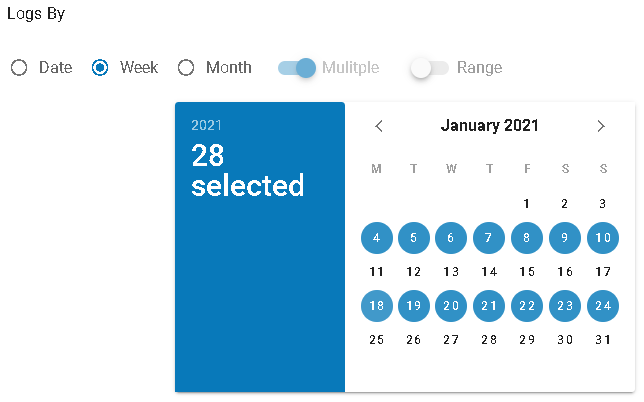 Logs By
Date Week Month Mulitple Range
2021
28
selected
January 2021
M T W T F S S
1 2 3
4 5 6 7 8 9 10
11 12 13 14 15 16 17
18 19 20 21 22 23 24
25 26 27 28 29 30 31